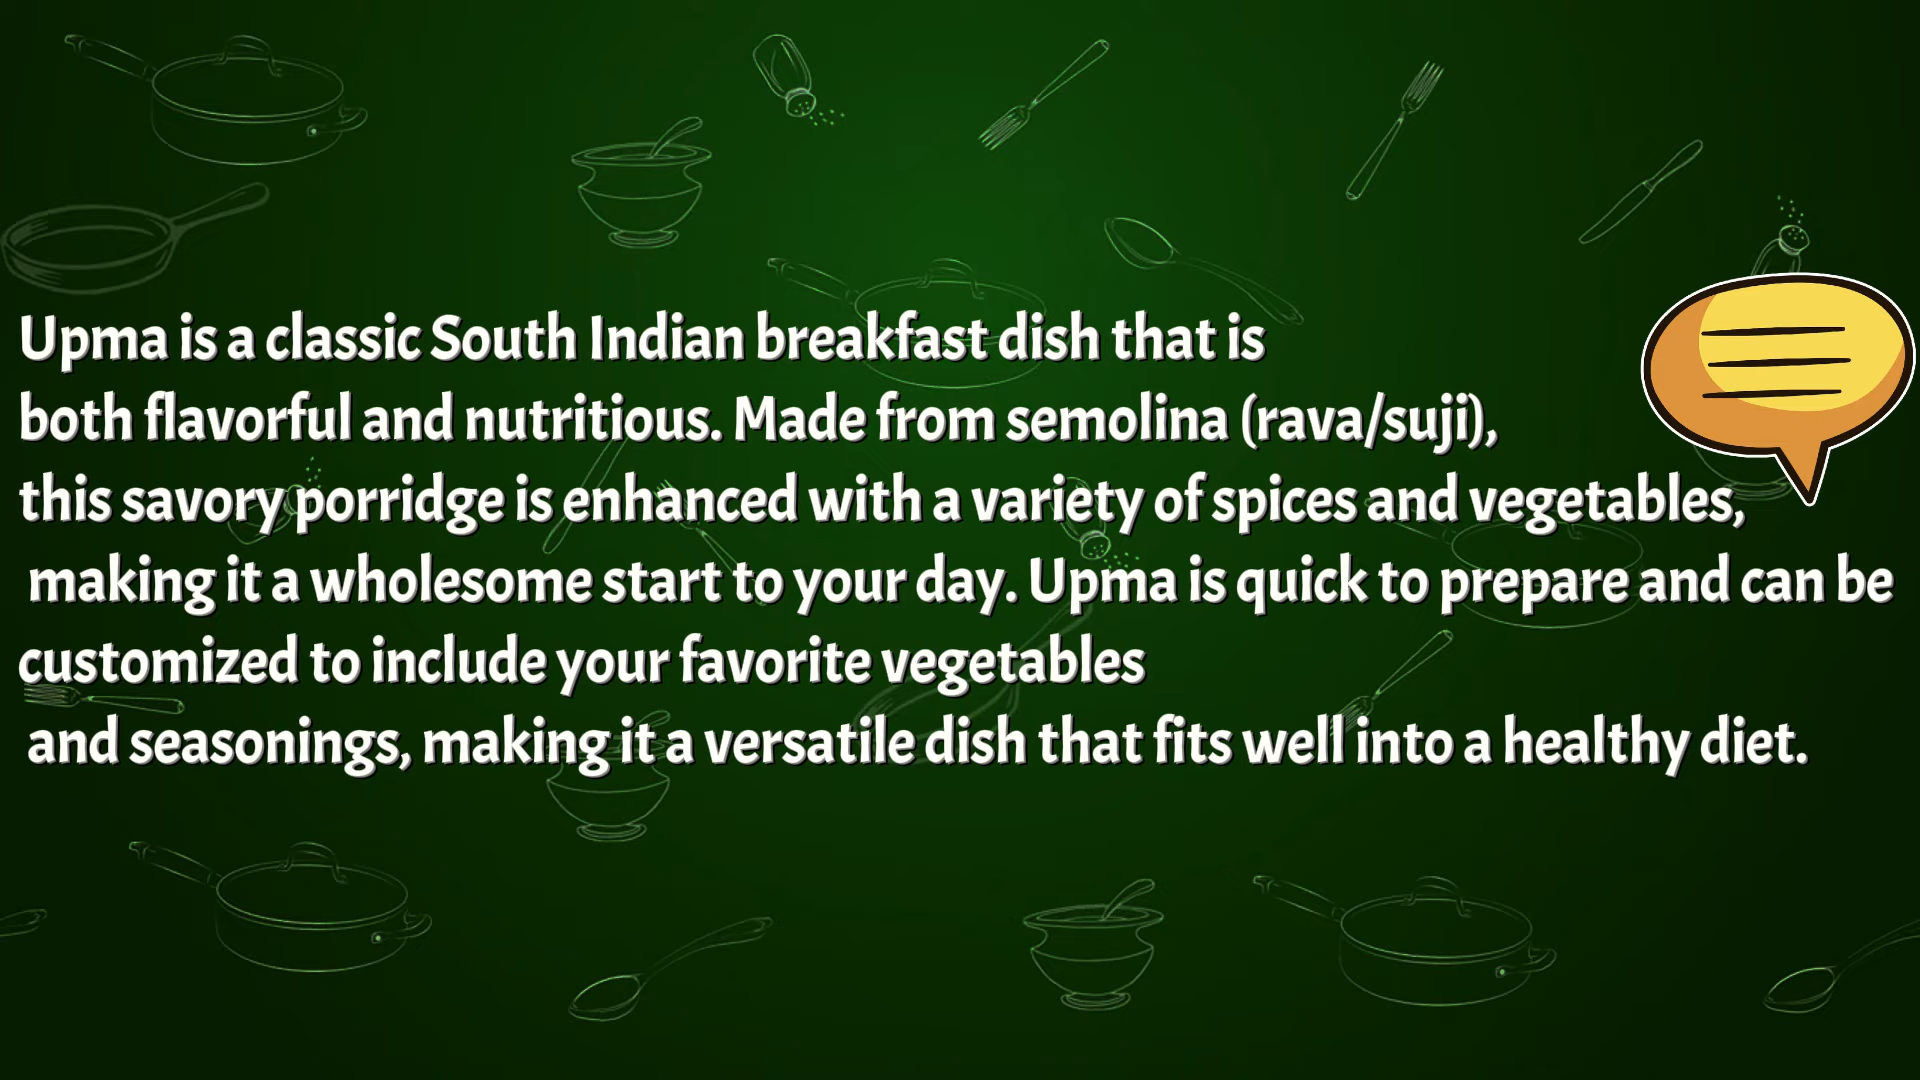 Upma is a classic South Indian breakfast dish that is
both flavorful and nutritious. Made from semolina (rava/suji),
this savory porridge is enhanced with a variety of spices and vegetables,
making it a wholesome start to your day. Upma is quick to prepare and can be
customized to include your favorite vegetables
and seasonings, making it a versatile dish that fits well into a healthy diet.